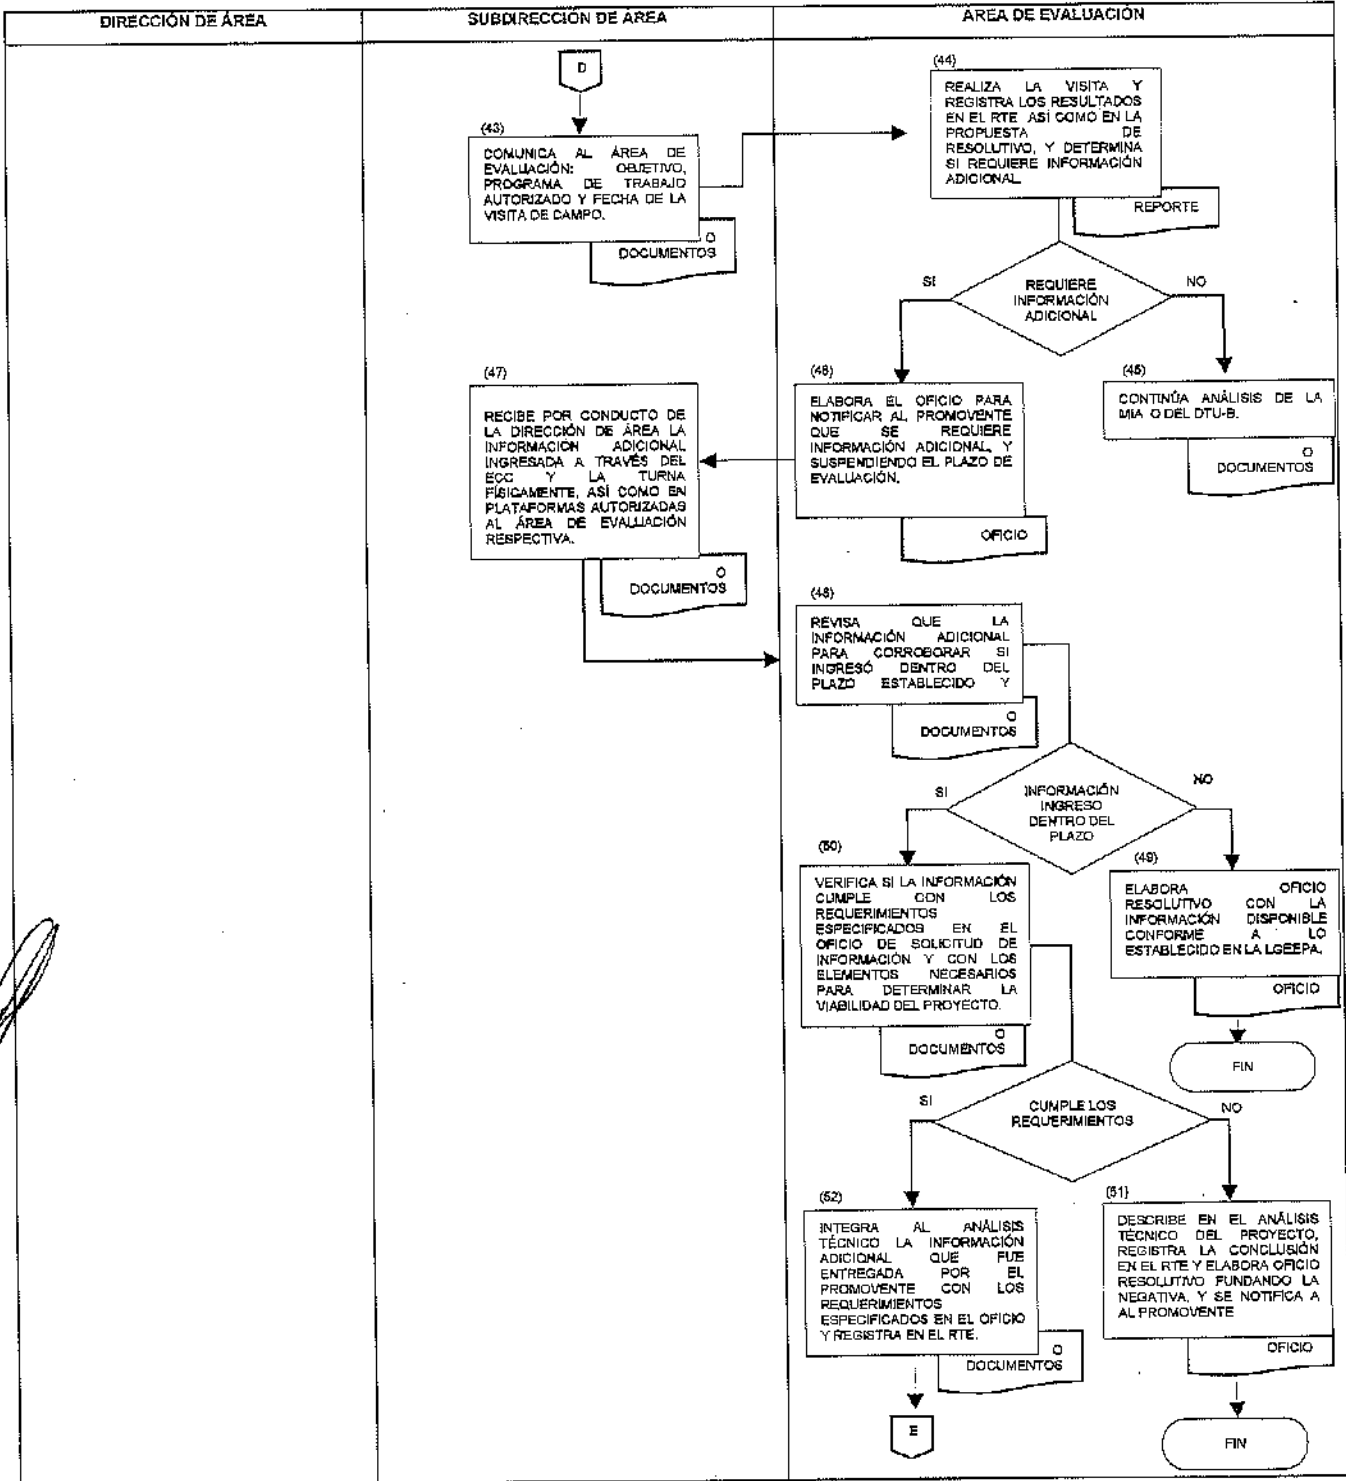 DIRECCIÓN DE ÁREA
SUBDIRECCIÓN DE ÁREA
AREA DE EVALUACIÓN
D
(43)
COMUNICA AL ÁREA DE
EVALUACIÓN: OBJETIVO,
PROGRAMA DE TRABAJO
AUTORIZADO Y FECHA DE LA
VISITA DE CAMPO.
O
DOCUMENTOS
(44)
REALIZA LA VISITA Y
REGISTRA LOS RESULTADOS
EN EL RTE ASÍ COMO EN LA
PROPUESTA DE
RESOLUTIVO, Y DETERMINA
SI REQUIERE INFORMACIÓN
ADICIONAL.
REPORTE
SI
REQUIERE
INFORMACIÓN
ADICIONAL
NO
(47)
RECIBE POR CONDUCTO DE
LA DIRECCIÓN DE ÁREA LA
INFORMACIÓN ADICIONAL
INGRESADA A TRAVÉS DEL
ECC Y LA TURNA
FÍSICAMENTE, ASÍ COMO EN
PLATAFORMAS AUTORIZADAS
AL ÁREA DE EVALUACIÓN
RESPECTIVA.
O
DOCUMENTOS
(46)
ELABORA EL OFICIO PARA
NOTIFICAR AL PROMOVENTE
QUE SE REQUIERE
INFORMACIÓN ADICIONAL, Y
SUSPENDIENDO EL PLAZO DE
EVALUACIÓN.
OFICIO
(45)
CONTINÚA ANÁLISIS DE LA
MIA O DEL DTU-B.
O
DOCUMENTOS
(48)
REVISA QUE LA
INFORMACIÓN ADICIONAL
PARA CORROBORAR SI
INGRESÓ DENTRO DEL
PLAZO ESTABLECIDO Y
O
DOCUMENTOS
SI
INFORMACIÓN
INGRESO
DENTRO DEL
PLAZO
NO
(50)
VERIFICA SI LA INFORMACIÓN
CUMPLE CON LOS
REQUERIMIENTOS
ESPECIFICADOS EN EL
OFICIO DE SOLICITUD DE
INFORMACIÓN Y CON LOS
ELEMENTOS NECESARIOS
PARA DETERMINAR LA
VIABILIDAD DEL PROYECTO.
O
DOCUMENTOS
(49)
ELABORA OFICIO
RESOLUTIVO CON LA
INFORMACIÓN DISPONIBLE
CONFORME A LO
ESTABLECIDO EN LA LGEEPA.
OFICIO
FIN
SI
CUMPLE LOS
REQUERIMIENTOS
NO
(52)
INTEGRA AL ANÁLISIS
TÉCNICO LA INFORMACIÓN
ADICIONAL QUE FUE
ENTREGADA POR EL
PROMOVENTE CON LOS
REQUERIMIENTOS
ESPECIFICADOS EN EL OFICIO
Y REGISTRA EN EL RTE.
O
DOCUMENTOS
E
(51)
DESCRIBE EN EL ANÁLISIS
TÉCNICO DEL PROYECTO,
REGISTRA LA CONCLUSIÓN
EN EL RTE Y ELABORA OFICIO
RESOLUTIVO FUNDANDO LA
NEGATIVA, Y SE NOTIFICA A
AL PROMOVENTE
OFICIO
FIN